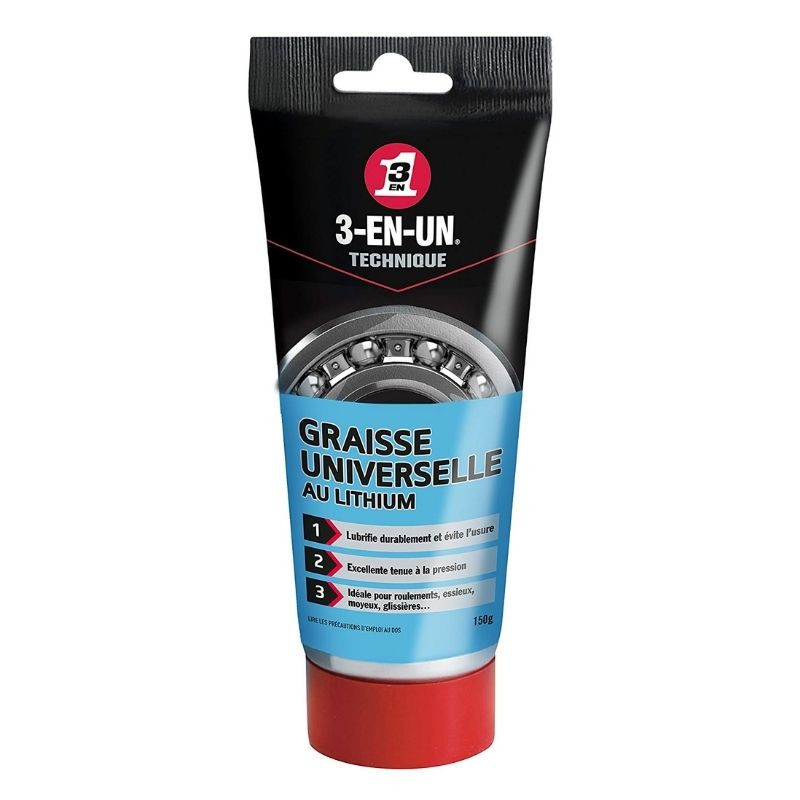 3
EN
1
3-EN-UN®
TECHNIQUE
GRAISSE
UNIVERSELLE
AU LITHIUM
1 Lubrifie durablement et évite l'usure
2 Excellente tenue à la pression
3 Idéale pour roulements, essieux,
moyeux, glissières...
LIRE LES PRÉCAUTIONS D'EMPLOI AU DOS
150g